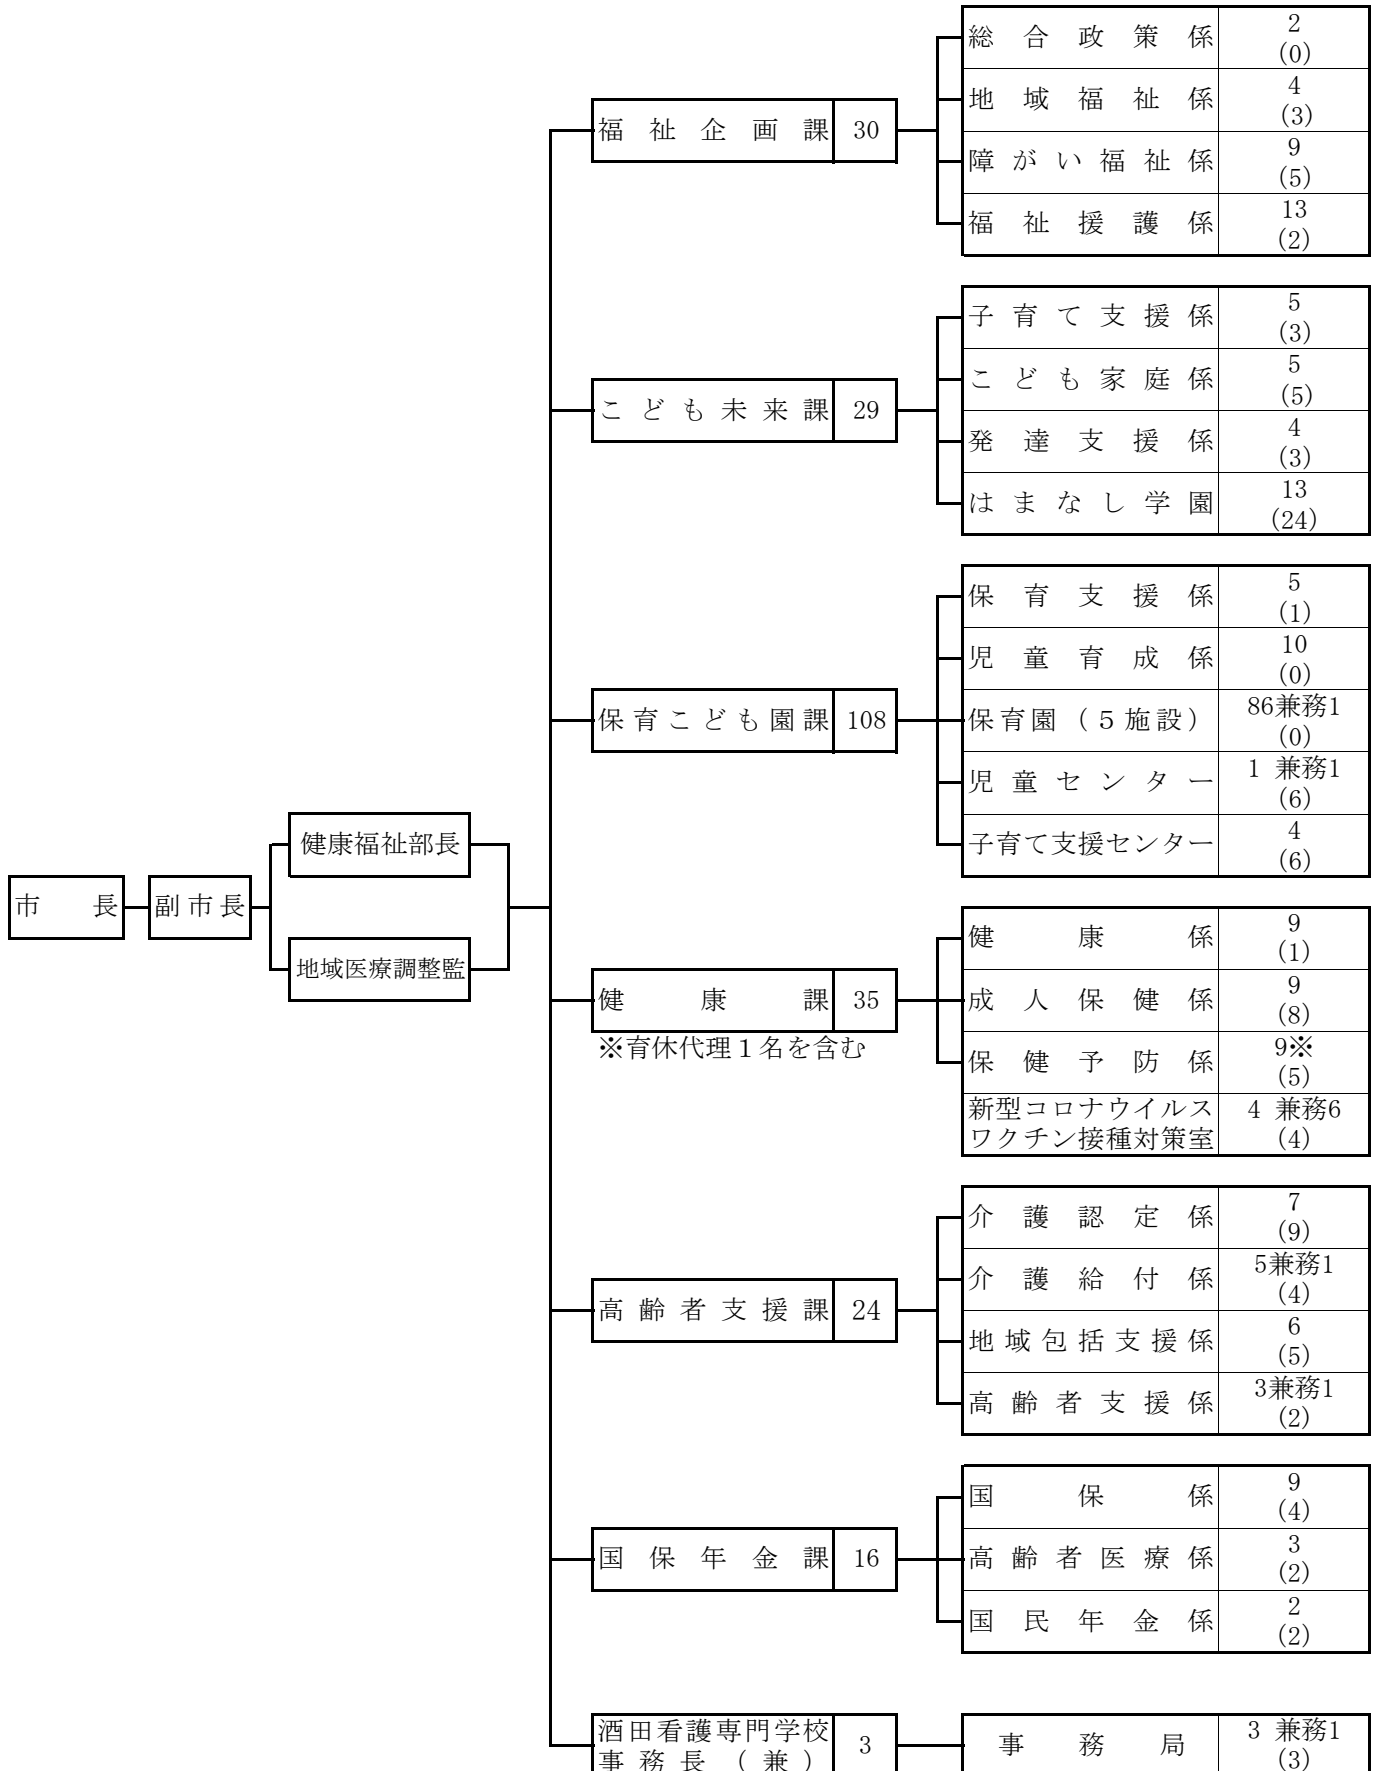 市長
副市長
健康福祉部長
地域医療調整監
福祉企画課 30
総合政策係 2
(0)
地域福祉係 4
(3)
障がい福祉係 9
(5)
福祉援護係 13
(2)
こども未来課 29
子育て支援係 5
(3)
こども家庭係 5
(5)
発達支援係 4
(3)
はまなし学園 13
(24)
保育こども園課 108
保育支援係 5
(1)
児童育成係 10
(0)
保育園(5施設) 86兼務1
(0)
児童センター 1 兼務1
(6)
子育て支援センター 4
(6)
健康課 35
※育休代理1名を含む
健康係 9
(1)
成人保健係 9
(8)
保健予防係 9※
(5)
新型コロナウイルス
ワクチン接種対策室 4 兼務6
(4)
高齢者支援課 24
介護認定係 7
(9)
介護給付係 5兼務1
(4)
地域包括支援係 6
(5)
高齢者支援係 3兼務1
(2)
国保年金課 16
国保係 9
(4)
高齢者医療係 3
(2)
国民年金係 2
(2)
酒田看護専門学校
事務長(兼) 3
事務局 3 兼務1
(3)